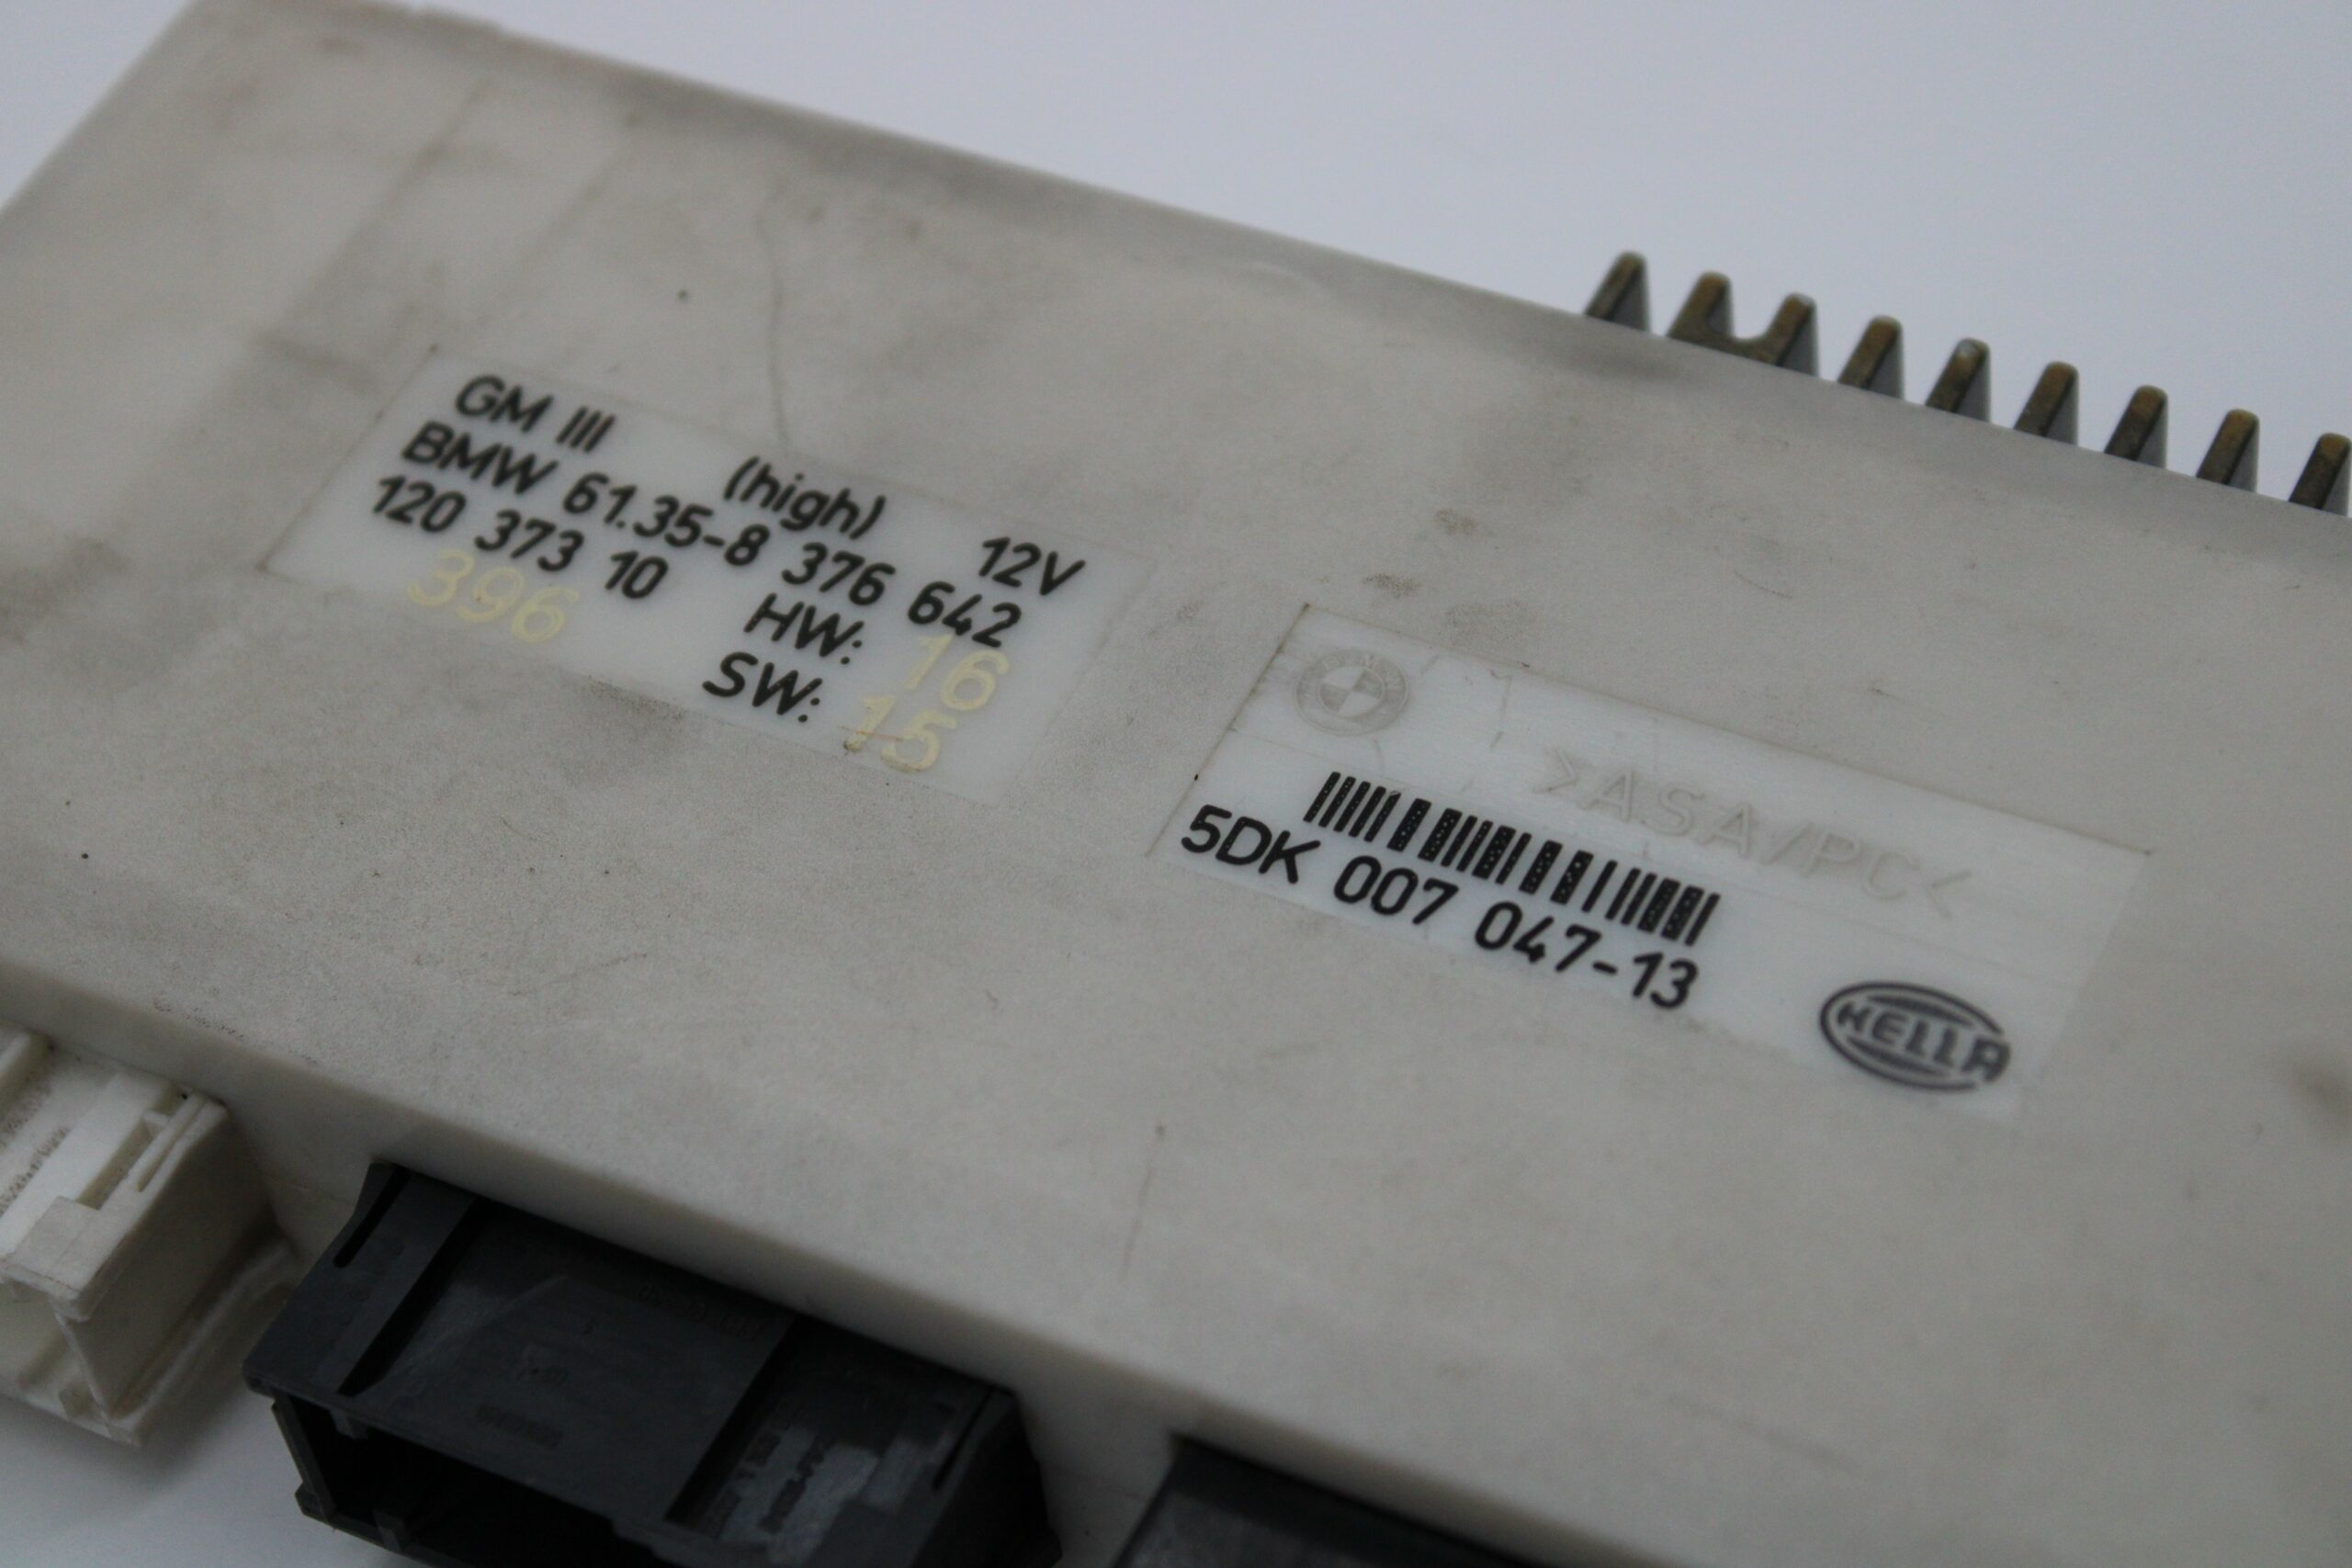 GM III (high) 12V
BMW 61.35-8 376 642
120 373 10 HW: 16
396 SW: 15
>ASA/PC<
5DK 007 047-13
HELLA